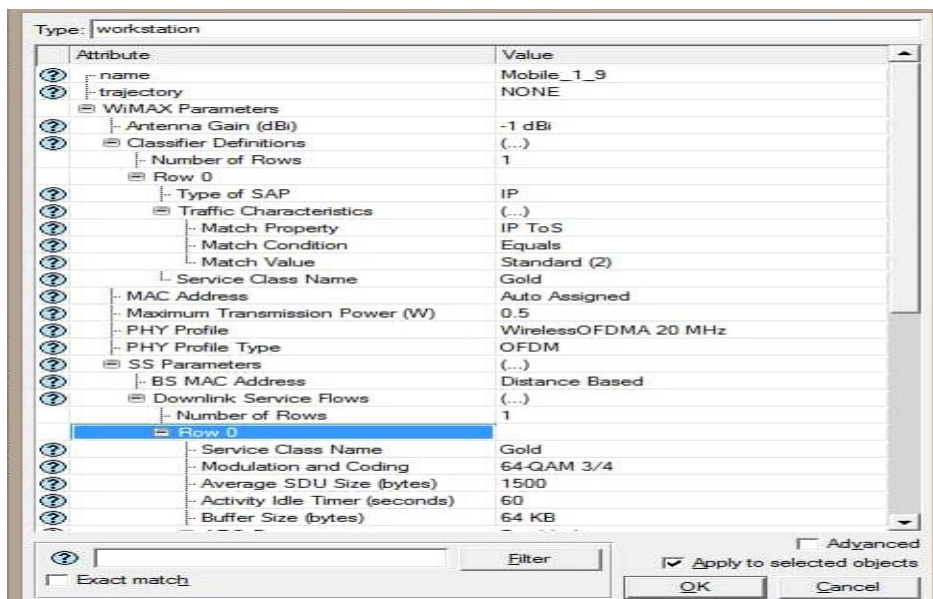 Type: workstation
Attribute Value
name Mobile_1_9
trajectory NONE
WiMAX Parameters
Antenna Gain (dBi) -1 dBi
Classifier Definitions (...)
Number of Rows 1
Row 0
Type of SAP IP
Traffic Characteristics (...)
Match Property IP ToS
Match Condition Equals
Match Value Standard (2)
Service Class Name Gold
MAC Address Auto Assigned
Maximum Transmission Power (W) 0.5
PHY Profile WirelessOFDMA 20 MHz
PHY Profile Type OFDM
SS Parameters (...)
BS MAC Address Distance Based
Downlink Service Flows (...)
Number of Rows 1
Row 0
Service Class Name Gold
Modulation and Coding 64-QAM 3/4
Average SDU Size (bytes) 1500
Activity Idle Timer (seconds) 60
Buffer Size (bytes) 64 KB
Advanced
Filter
Apply to selected objects
Exact match
OK Cancel